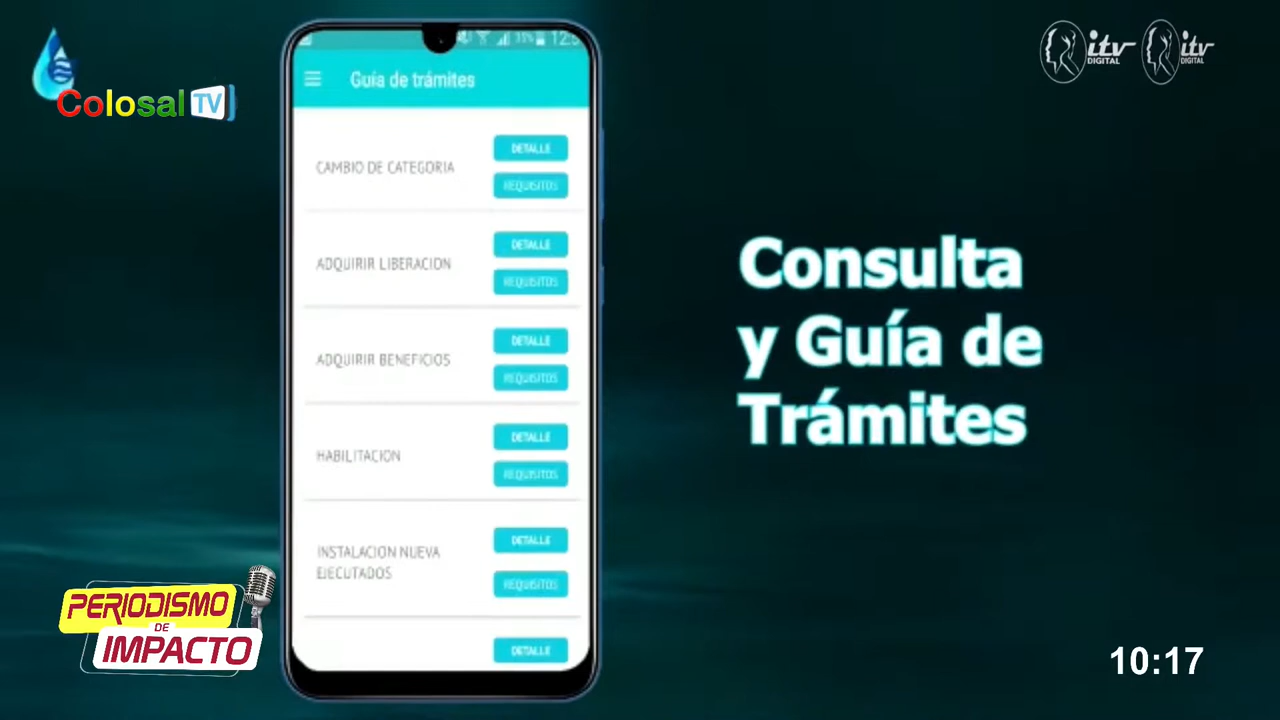 Colosal TV
itv
DIGITAL
itv
DIGITAL
Guía de trámites
CAMBIO DE CATEGORIA
DETALLE
REQUISITOS
ADQUIRIR LIBERACION
DETALLE
REQUISITOS
ADQUIRIR BENEFICIOS
DETALLE
REQUISITOS
HABILITACION
DETALLE
REQUISITOS
INSTALACION NUEVA
EJECUTADOS
DETALLE
REQUISITOS
DETALLE
Consulta
y Guía de
Trámites
PERIODISMO
DE
IMPACTO
10:17